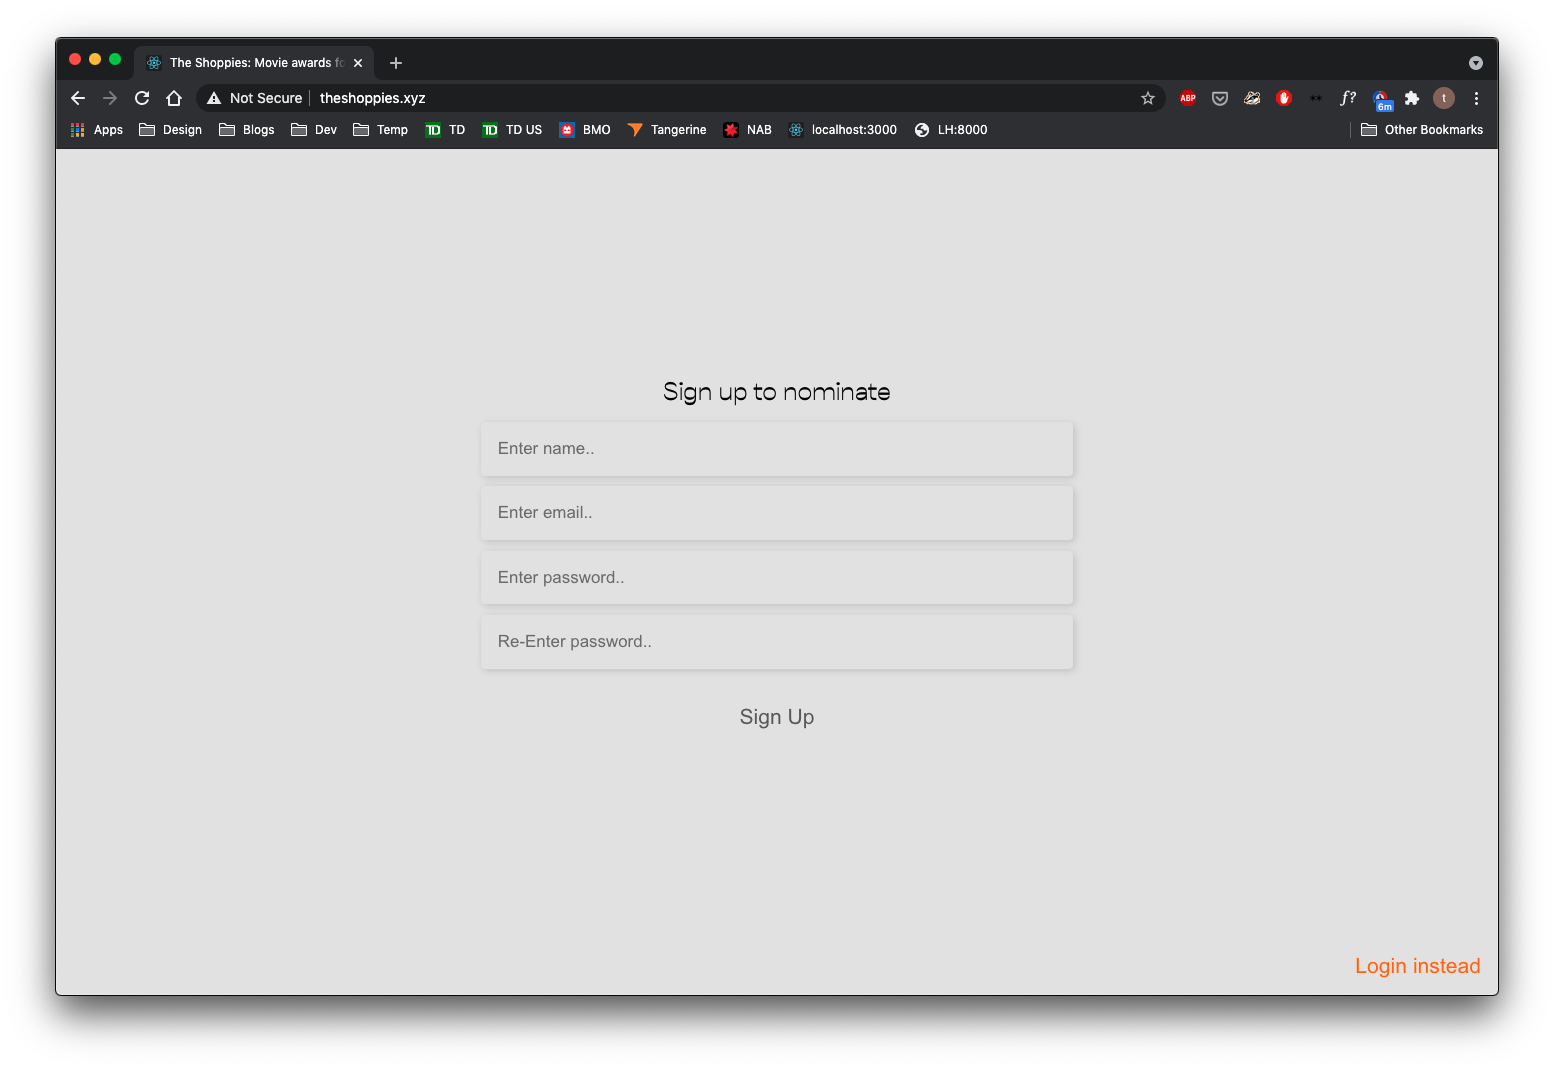 The Shoppies: Movie awards fo
Not Secure theshoppies.xyz
ABP
f?
6m
t
Apps Design Blogs Dev Temp TD TD TD TD US BMO Tangerine NAB localhost:3000 LH:8000 Other Bookmarks
Sign up to nominate
Enter name..
Enter email..
Enter password..
Re-Enter password..
Sign Up
Login instead